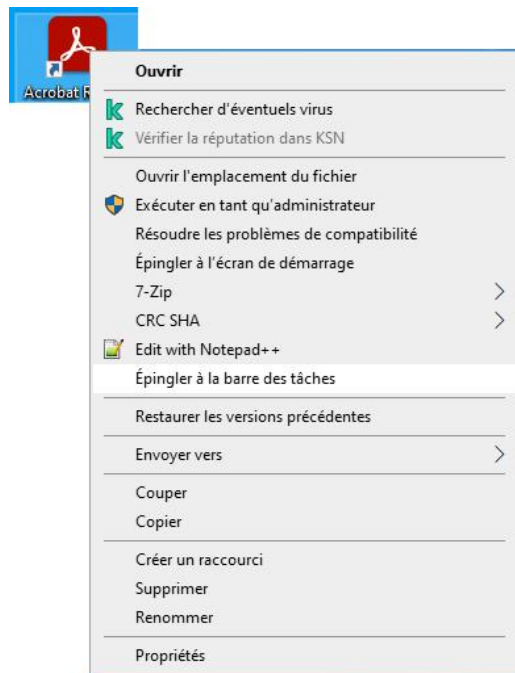 Acrobat R
Ouvrir
Rechercher d'éventuels virus
Vérifier la réputation dans KSN
Ouvrir l'emplacement du fichier
Exécuter en tant qu'administrateur
Résoudre les problèmes de compatibilité
Épingler à l'écran de démarrage
7-Zip
CRC SHA
Edit with Notepad++
Épingler à la barre des tâches
Restaurer les versions précédentes
Envoyer vers
Couper
Copier
Créer un raccourci
Supprimer
Renommer
Propriétés